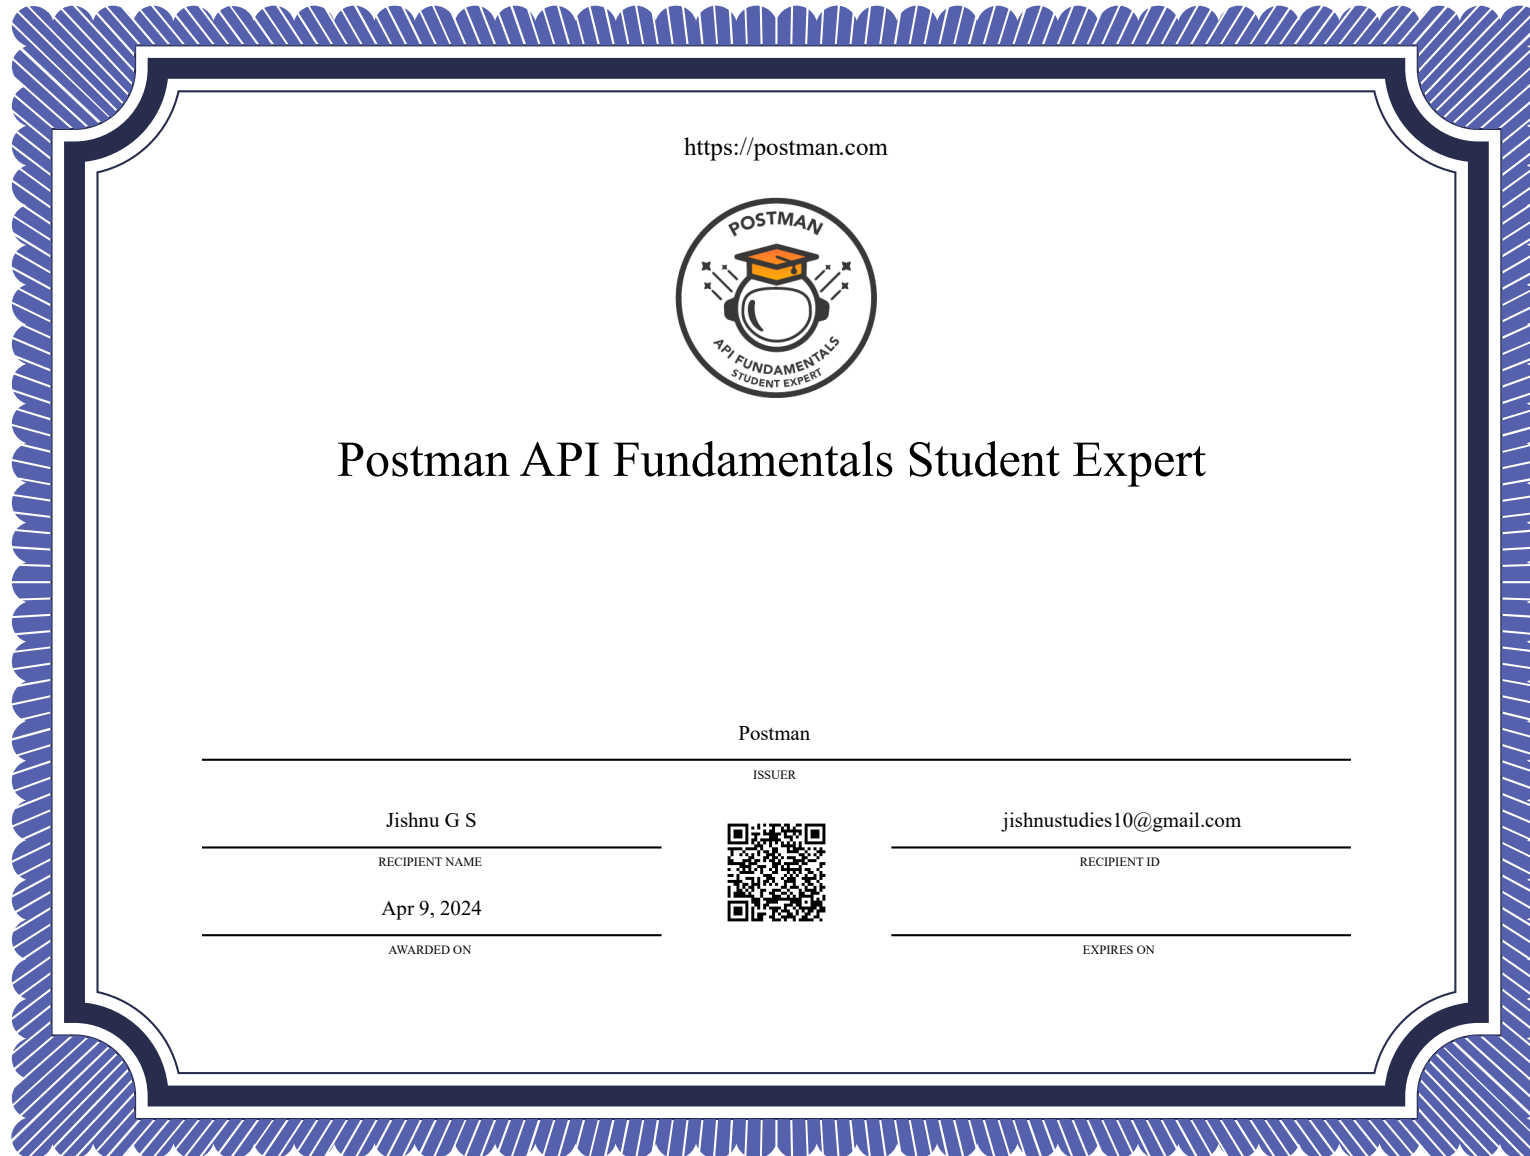 https://postman.com
POSTMAN
API FUNDAMENTALS
STUDENT EXPERT
Postman API Fundamentals Student Expert
Postman
ISSUER
Jishnu G S
RECIPIENT NAME
jishnustudies10@gmail.com
RECIPIENT ID
Apr 9, 2024
AWARDED ON
EXPIRES ON